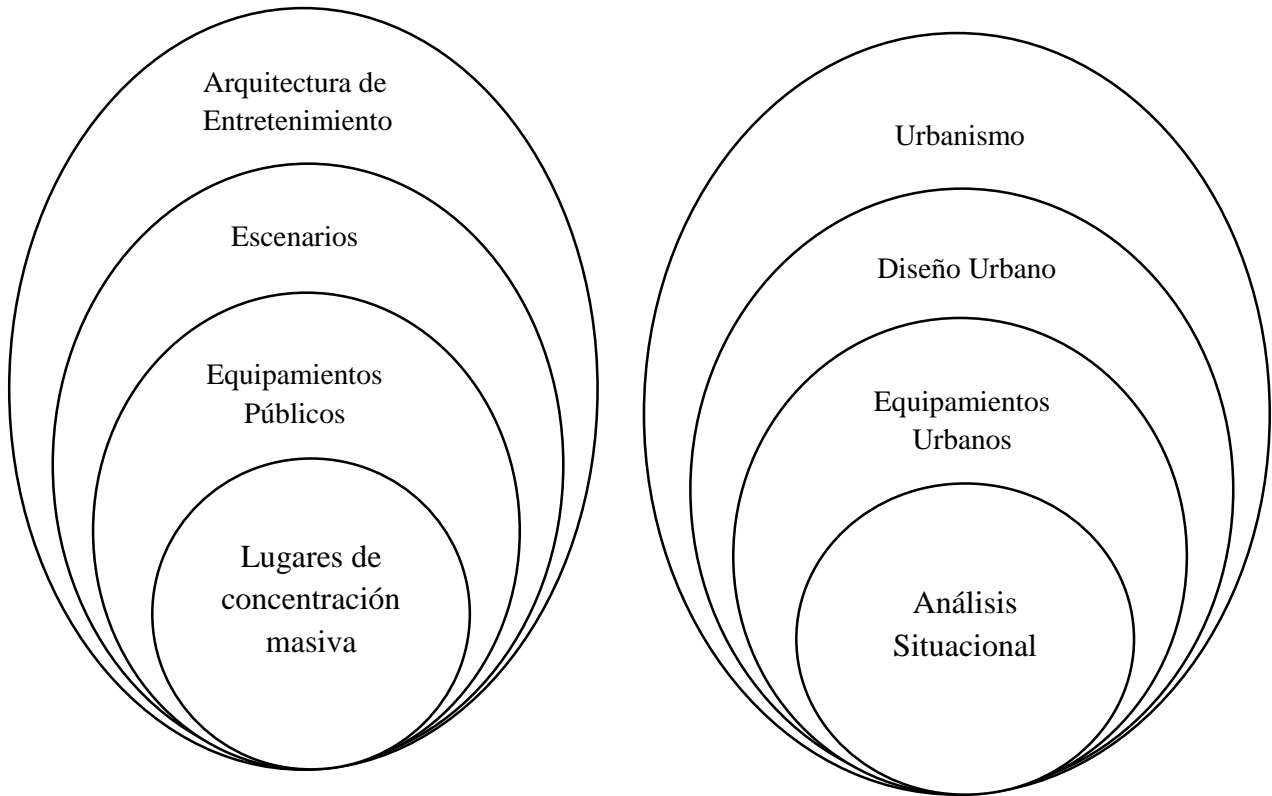 Arquitectura de
Entretenimiento
Escenarios
Equipamientos
Públicos
Lugares de
concentración
masiva
Urbanismo
Diseño Urbano
Equipamientos
Urbanos
Análisis
Situacional